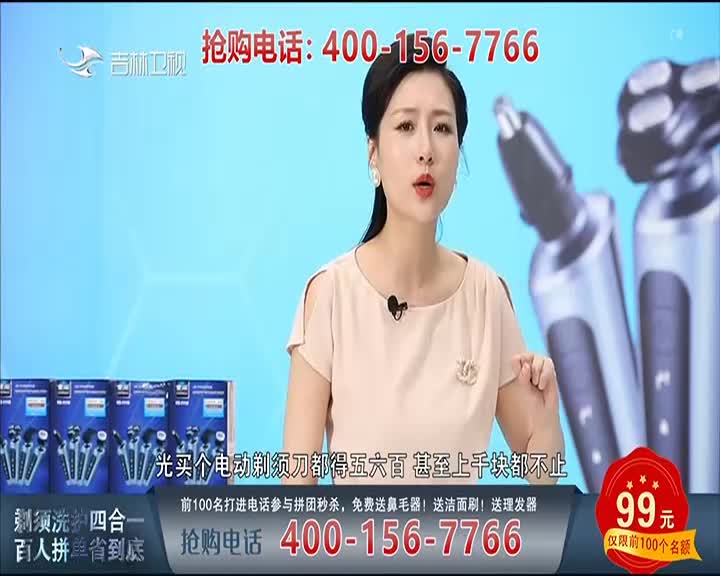 吉林卫视
抢购电话：400-156-7766
光买个电动剃须刀都得五六百 甚至上千块都不止
剃须洗护四合一
百人拼单省到底
前100名打进电话参与拼团秒杀，免费送鼻毛器！送洁面刷！送理发器
抢购电话 400-156-7766
99元
仅限前100个名额